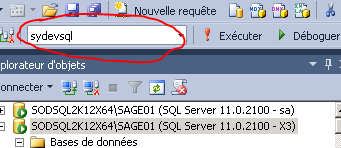 Nouvelle requête
sydevsql
Exécuter
Débogue
plorateur d'objets
onnecter
SODSQL2K12X64\SAGE01 (SQL Server 11.0.2100 - sa)
SODSQL2K12X64\SAGE01 (SQL Server 11.0.2100 - X3)
Bases de données